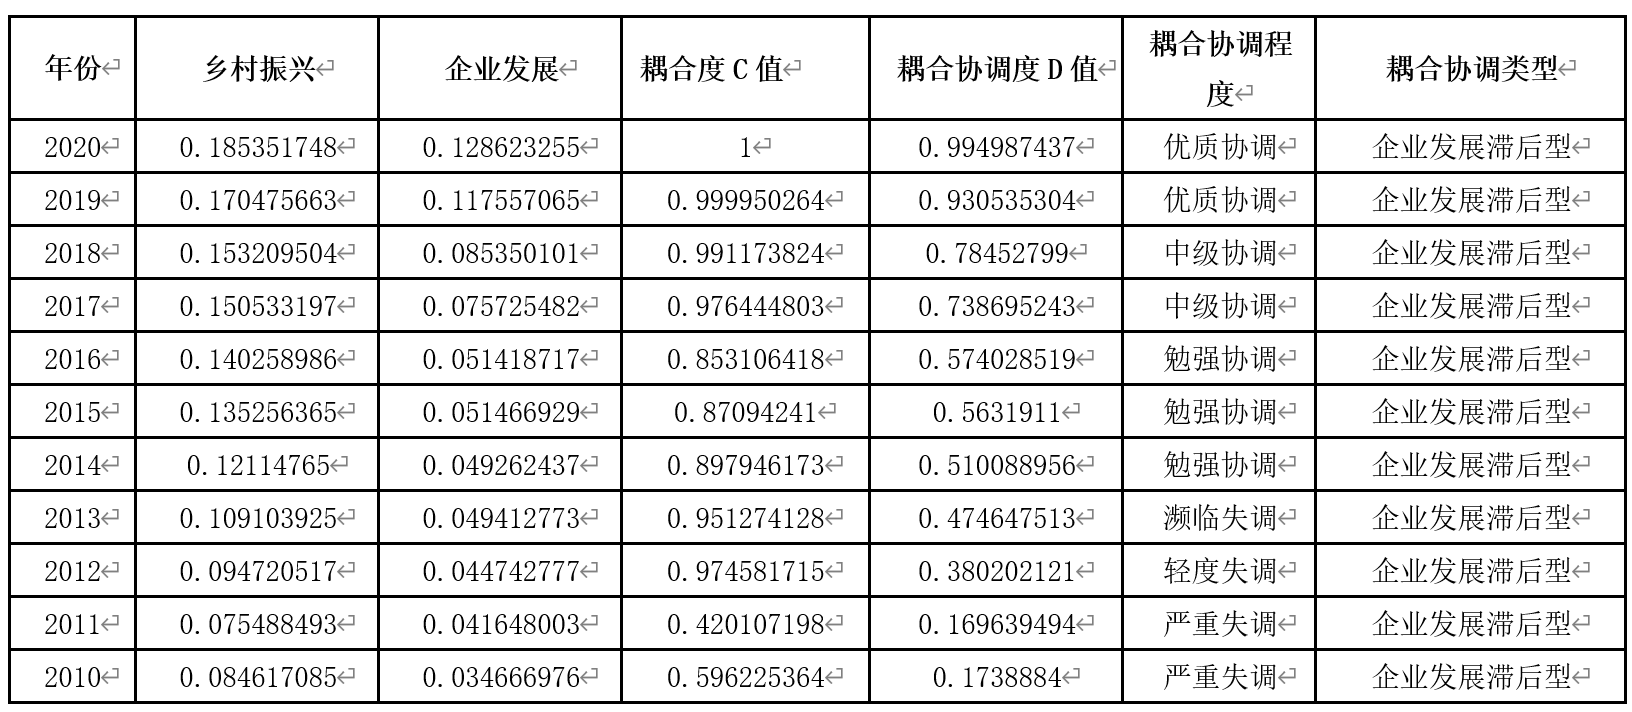 年份 乡村振兴 企业发展 耦合度 C 值 耦合协调度 D 值 耦合协调程度 耦合协调类型
2020 0.185351748 0.128623255 1 0.994987437 优质协调 企业发展滞后型
2019 0.170475663 0.117557065 0.999950264 0.930535304 优质协调 企业发展滞后型
2018 0.153209504 0.085350101 0.991173824 0.78452799 中级协调 企业发展滞后型
2017 0.150533197 0.075725482 0.976444803 0.738695243 中级协调 企业发展滞后型
2016 0.140258986 0.051418717 0.853106418 0.574028519 勉强协调 企业发展滞后型
2015 0.135256365 0.051466929 0.87094241 0.5631911 勉强协调 企业发展滞后型
2014 0.12114765 0.049262437 0.897946173 0.510088956 勉强协调 企业发展滞后型
2013 0.109103925 0.049412773 0.951274128 0.474647513 濒临失调 企业发展滞后型
2012 0.094720517 0.044742777 0.974581715 0.380202121 轻度失调 企业发展滞后型
2011 0.075488493 0.041648003 0.420107198 0.169639494 严重失调 企业发展滞后型
2010 0.084617085 0.034666976 0.596225364 0.1738884 严重失调 企业发展滞后型